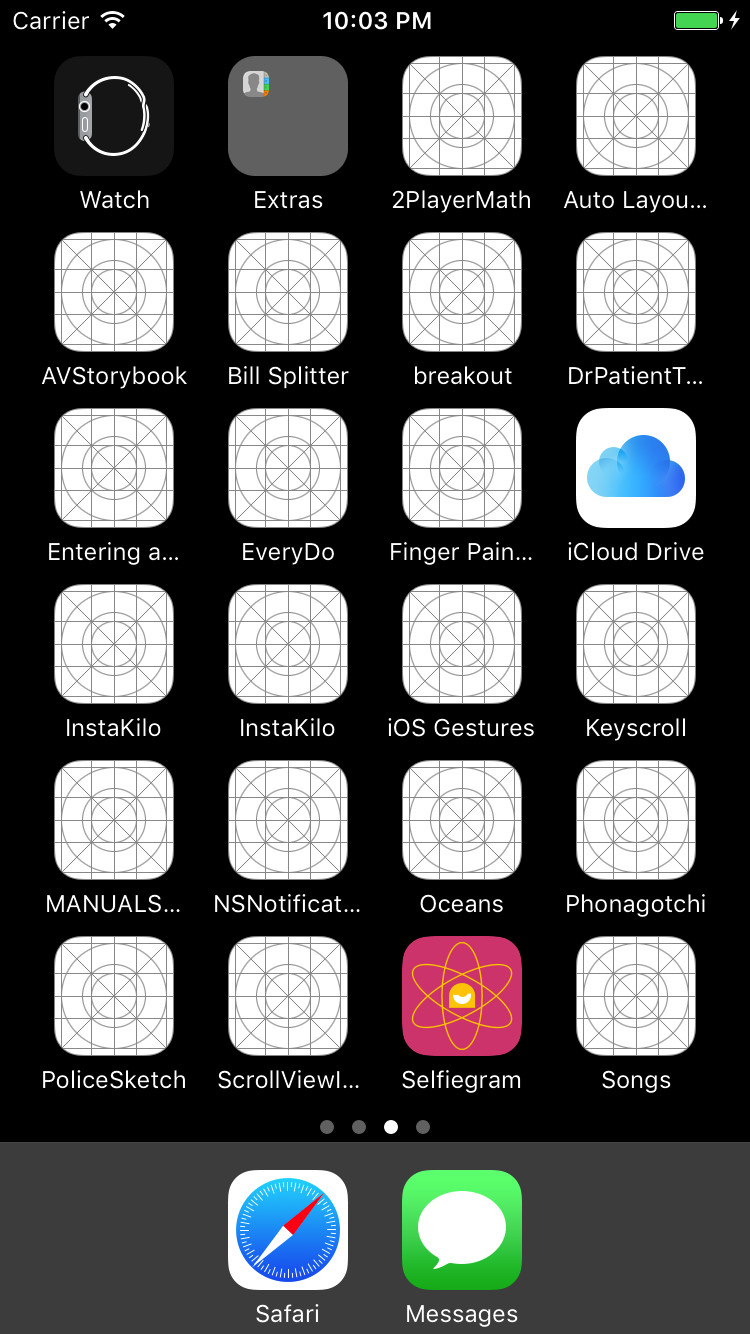 Carrier 10:03 PM
Watch Extras 2PlayerMath Auto Layou...
AVStorybook Bill Splitter breakout DrPatientT...
Entering a... EveryDo Finger Pain... iCloud Drive
InstaKilo InstaKilo iOS Gestures Keyscroll
MANUALS... NSNotificat... Oceans Phonagotchi
PoliceSketch ScrollViewI... Selfiegram Songs
Safari Messages